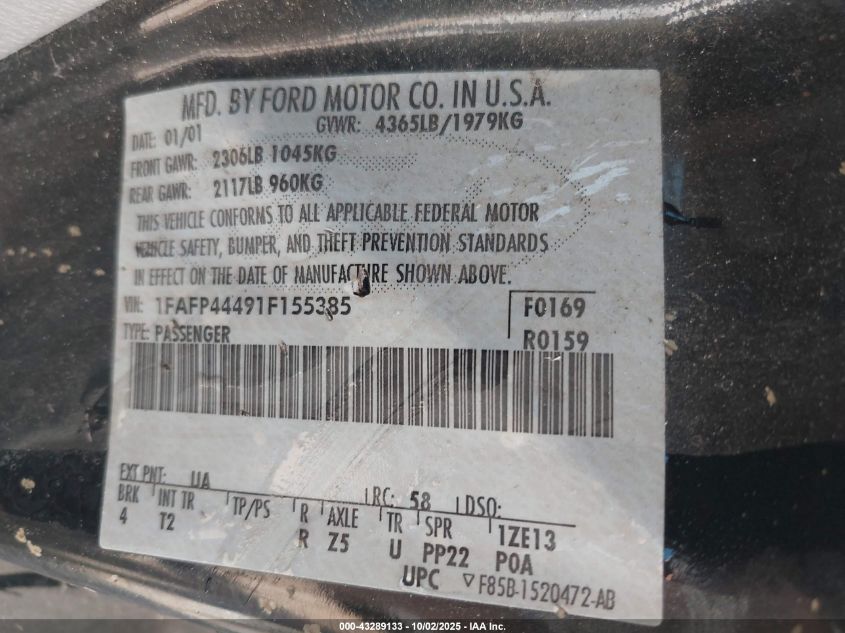 MFD. BY FORD MOTOR CO. IN U.S.A.
DATE: 01/01 GVWR: 4365LB/1979KG
FRONT GAWR: 2306LB 1045KG
REAR GAWR: 2117LB 960KG
THIS VEHICLE CONFORMS TO ALL APPLICABLE FEDERAL MOTOR
VEHICLE SAFETY, BUMPER, AND THEFT PREVENTION STANDARDS
IN EFFECT ON THE DATE OF MANUFACTURE SHOWN ABOVE.
VIN: 1FAFP44491F155385 F0169
TYPE: PASSENGER R0159
EXT PNT: UA RC: 58 DSO:
BRK INT TR TP/PS R AXLE TR SPR 1ZE13
4 T2 R Z5 U PP22 POA
UPC F85B-1520472-AB
000-43289133 - 10/02/2025 - IAA Inc.